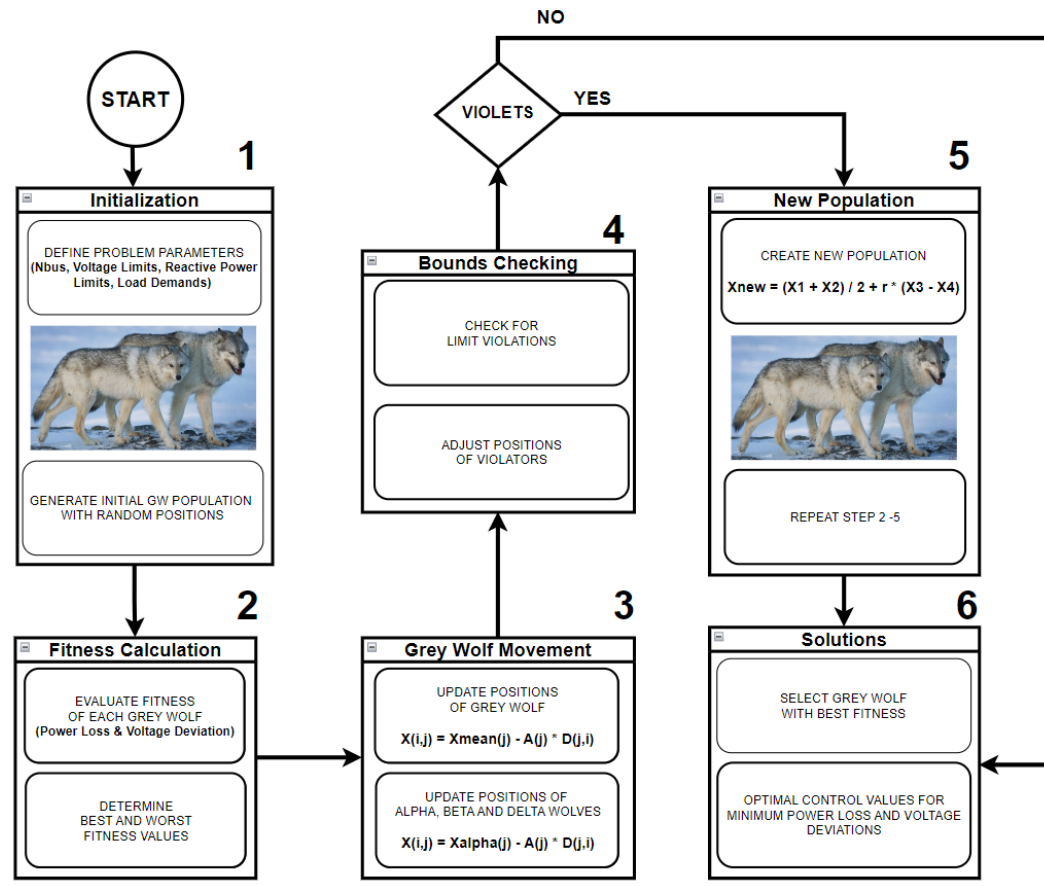 START
1
Initialization
DEFINE PROBLEM PARAMETERS
(Nbus, Voltage Limits, Reactive Power
Limits, Load Demands)
GENERATE INITIAL GW POPULATION
WITH RANDOM POSITIONS
2
Fitness Calculation
EVALUATE FITNESS
OF EACH GREY WOLF
(Power Loss & Voltage Deviation)
DETERMINE
BEST AND WORST
FITNESS VALUES
3
Grey Wolf Movement
UPDATE POSITIONS
OF GREY WOLF
X(i,j) = Xmean(j) - A(j) * D(j,i)
UPDATE POSITIONS OF
ALPHA, BETA AND DELTA WOLVES
X(i,j) = Xalpha(j) - A(j) * D(j,i)
4
Bounds Checking
CHECK FOR
LIMIT VIOLATIONS
ADJUST POSITIONS
OF VIOLATORS
VIOLETS
NO
YES
5
New Population
CREATE NEW POPULATION
Xnew = (X1 + X2) / 2 + r * (X3 - X4)
REPEAT STEP 2 -5
6
Solutions
SELECT GREY WOLF
WITH BEST FITNESS
OPTIMAL CONTROL VALUES FOR
MINIMUM POWER LOSS AND VOLTAGE
DEVIATIONS